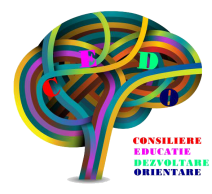 C E D O
CONSILIERE
EDUCATIE
DEZVOLTARE
ORIENTARE